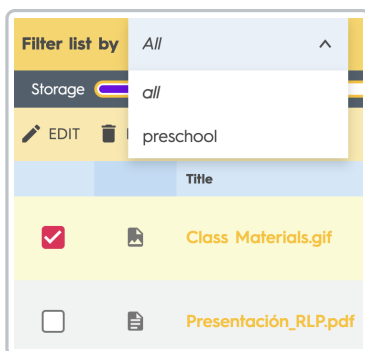 Filter list by All
Storage all
EDIT preschool
Title
Class Materials.gif
Presentación_RLP.pdf